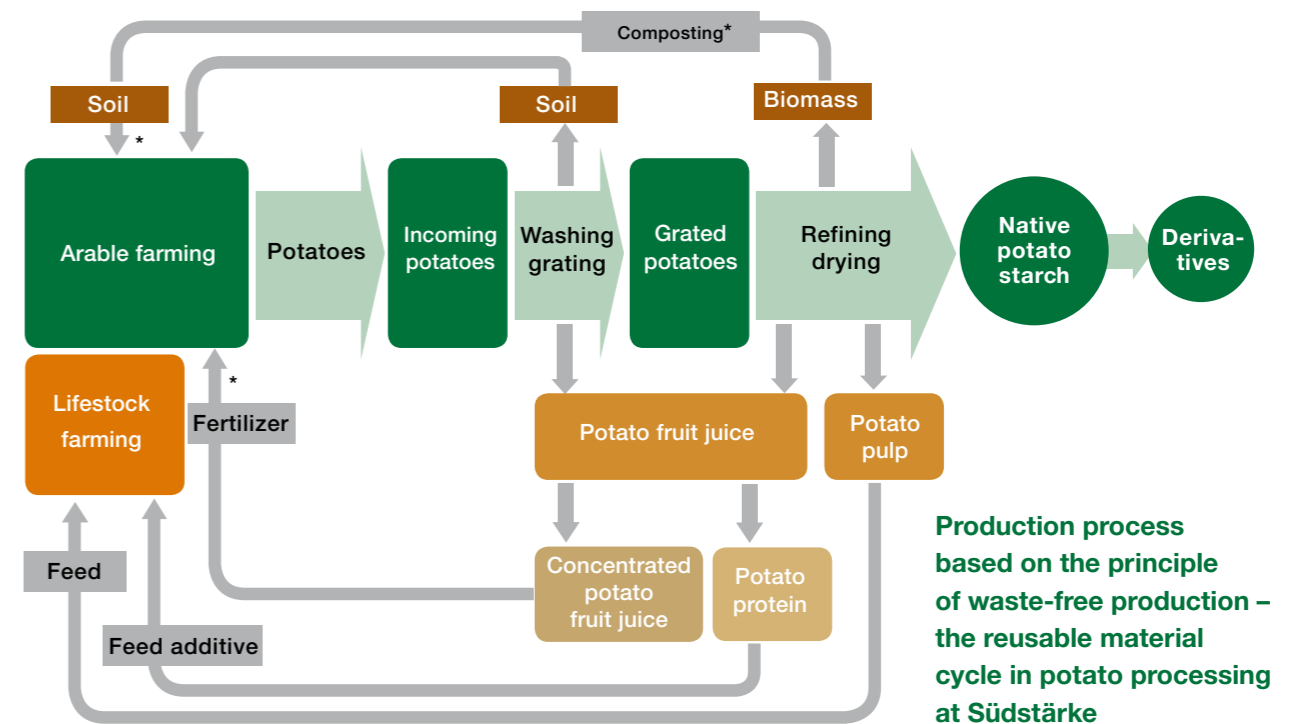 Composting*
Soil
Soil
Biomass
*
Arable farming
Potatoes
Incoming
potatoes
Washing
grating
Grated
potatoes
Refining
drying
Native
potato
starch
Deriva-
tives
*
Lifestock
farming
Fertilizer
Potato fruit juice
Potato
pulp
Feed
Feed additive
Concentrated
potato
fruit juice
Potato
protein
Production process
based on the principle
of waste-free production –
the reusable material
cycle in potato processing
at Südstärke